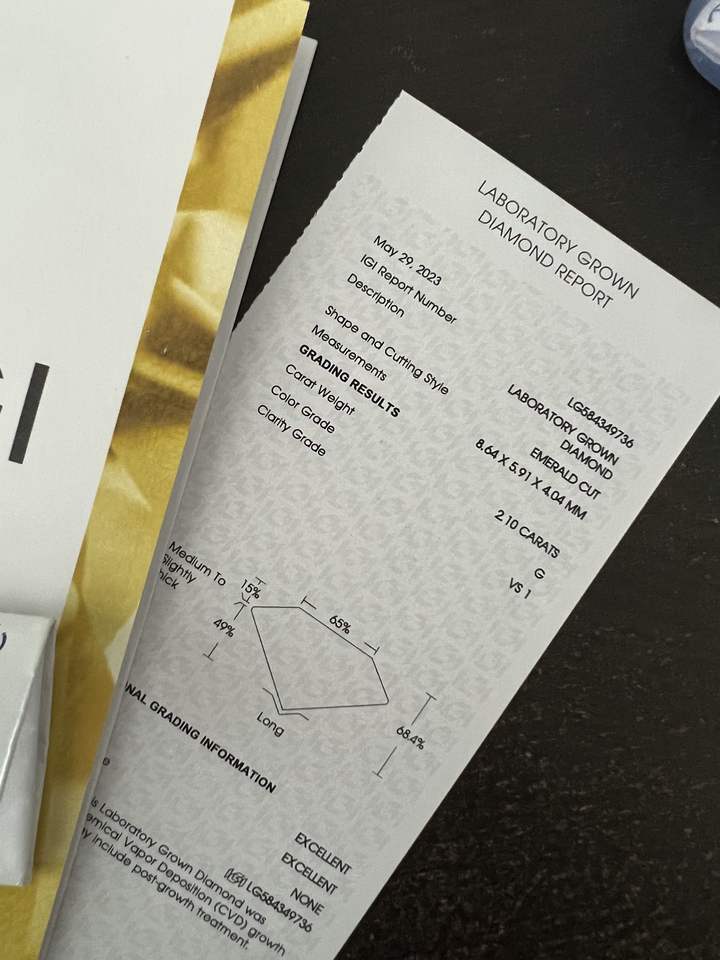 GI
LABORATORY GROWN
DIAMOND REPORT
May 29, 2023
IGI Report Number LG584349736
Description LABORATORY GROWN
DIAMOND
Shape and Cutting Style EMERALD CUT
Measurements 8.64 X 5.91 X 4.04 MM
GRADING RESULTS
Carat Weight 2.10 CARATS
Color Grade G
Clarity Grade VS 1
Medium To
Slightly
hick
15%
65%
49%
68.4%
Long
NAL GRADING INFORMATION
EXCELLENT
EXCELLENT
NONE
LG584349736
is Laboratory Grown Diamond was
emical Vapor Deposition (CVD) growth
ay include post-growth treatment.